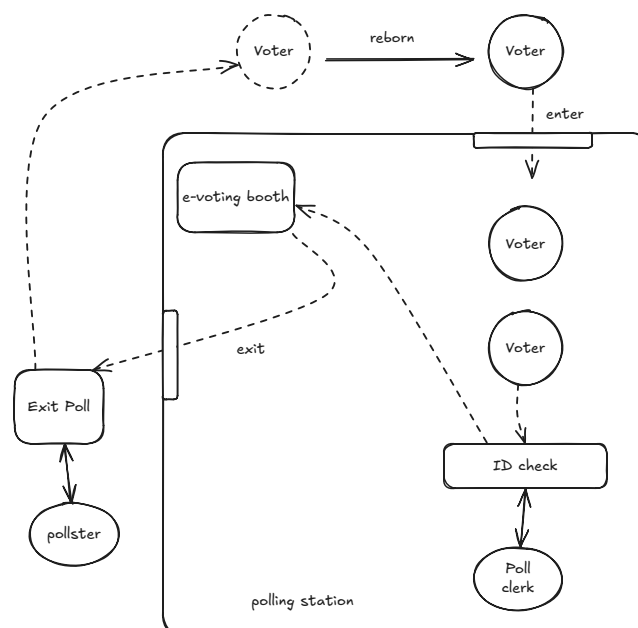 reborn
Voter
Voter
enter
e-voting booth
Voter
Voter
exit
Exit Poll
ID check
pollster
Poll
clerk
polling station